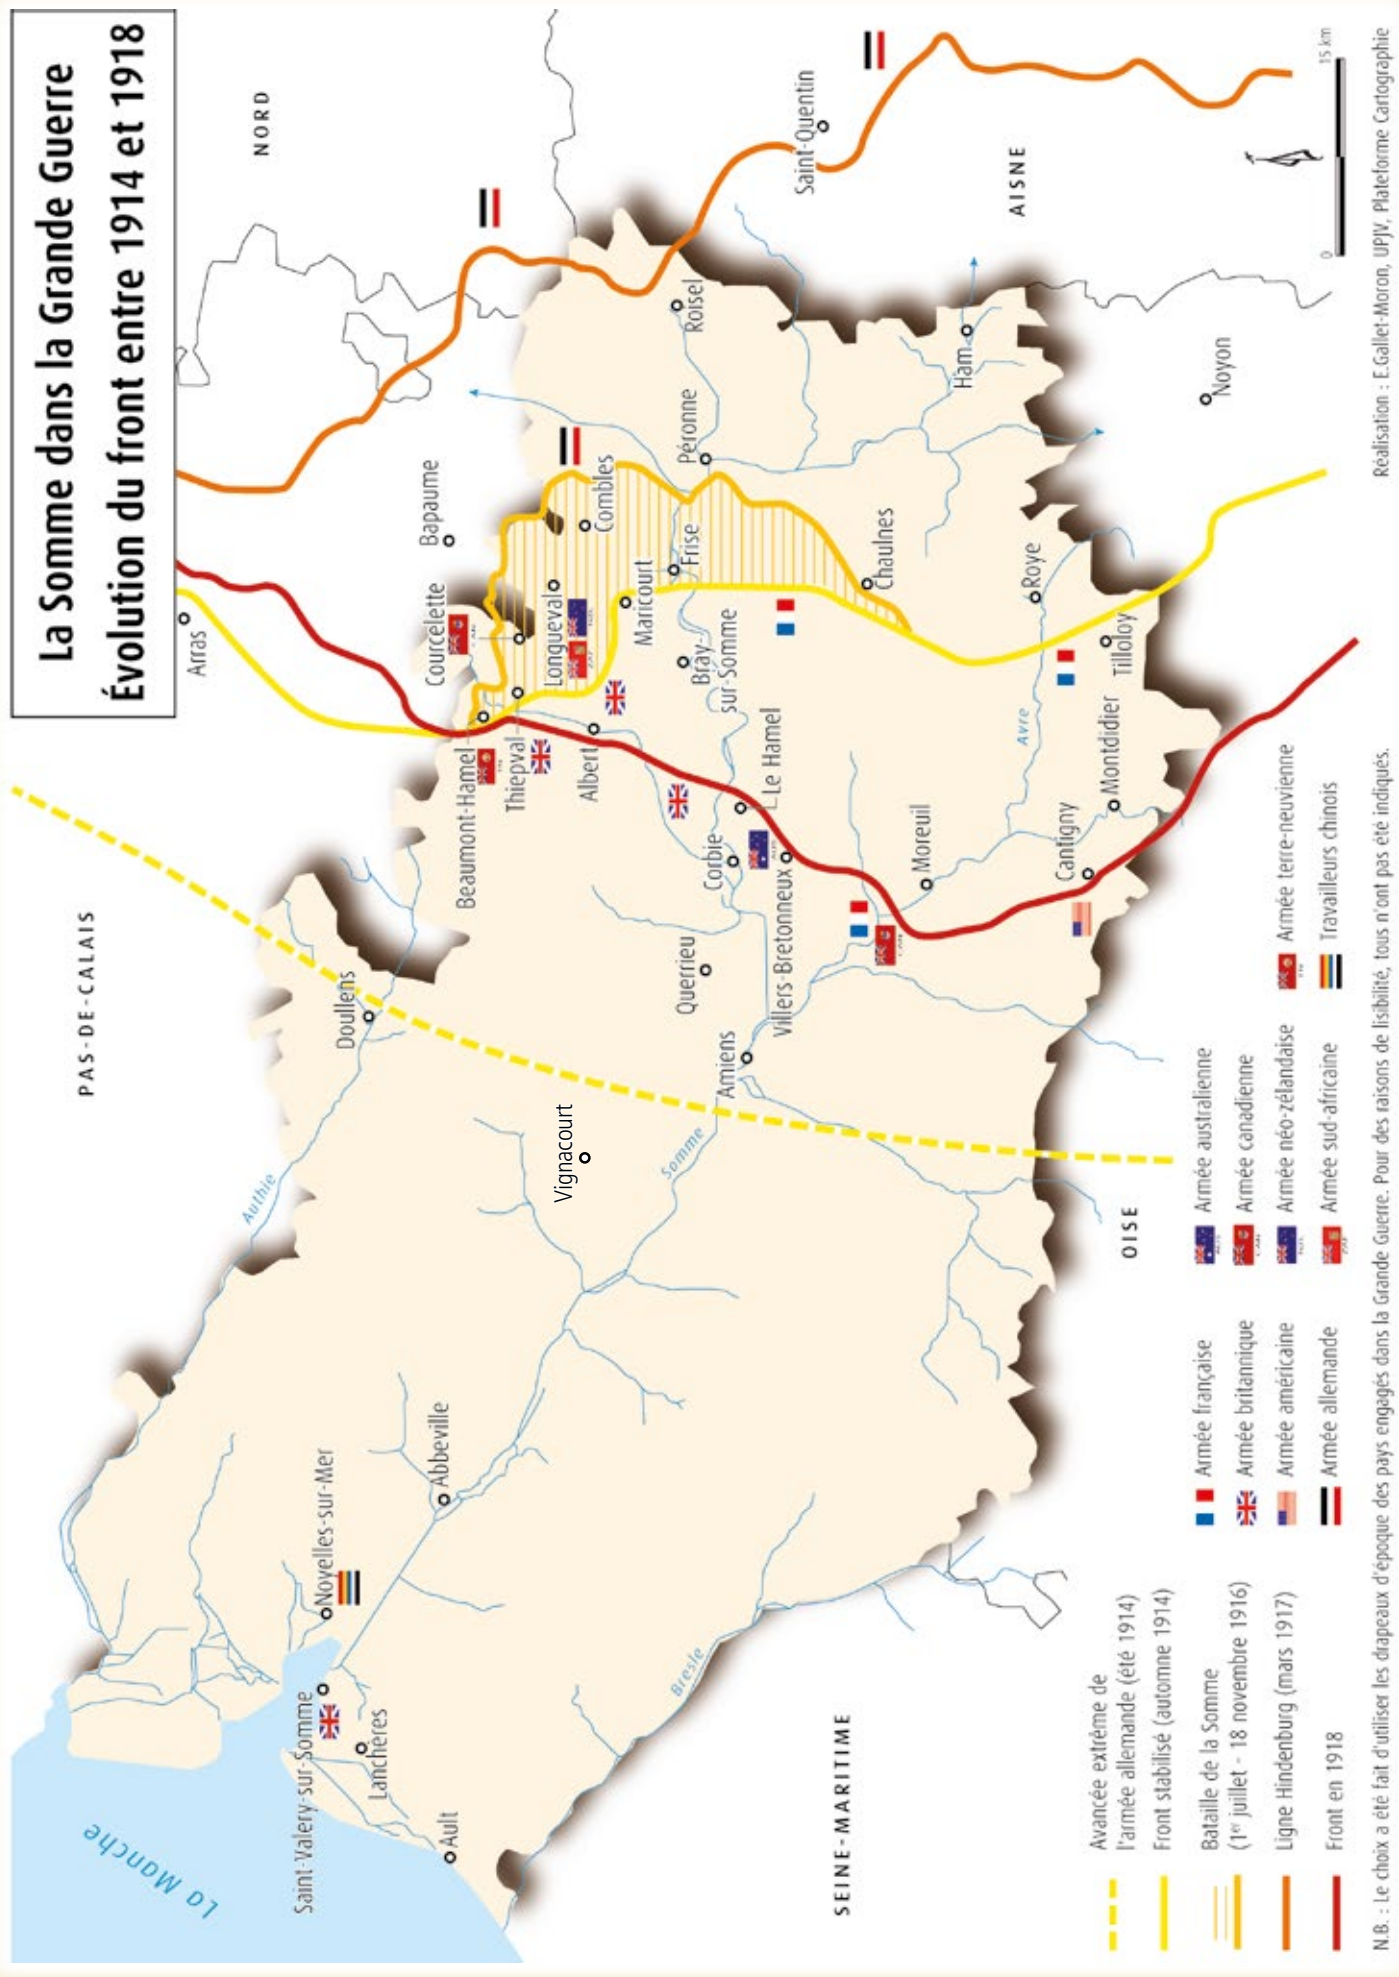 La Somme dans la Grande Guerre
Évolution du front entre 1914 et 1918
PAS-DE-CALAIS
NORD
Arras
Bapaume
Courcelette
Beaumont-Hamel
Thiepval
Longueval
Combles
Albert
Maricourt
Frise
Péronne
Roisel
Bray-
sur-Somme
Le Hamel
Corbie
Villers-Bretonneux
Querrieu
Amiens
Doullens
Vignacourt
Authie
Somme
Abbeville
Noyelles-sur-Mer
Saint-Valery-sur-Somme
Lanchères
Ault
La Manche
Bresle
SEINE-MARITIME
OISE
Chaulnes
Saint-Quentin
AISNE
Ham
Noyon
Roye
Tilloloy
Avre
Montdidier
Moreuil
Cantigny
Avancée extrême de
l'armée allemande (été 1914)
Front stabilisé (automne 1914)
Bataille de la Somme
(1er juillet - 18 novembre 1916)
Ligne Hindenburg (mars 1917)
Front en 1918
Armée française
Armée britannique
Armée américaine
Armée allemande
Armée australienne
Armée canadienne
Armée néo-zélandaise
Armée sud-africaine
Armée terre-neuvienne
Travailleurs chinois
0 15 km
N.B. : Le choix a été fait d'utiliser les drapeaux d'époque des pays engagés dans la Grande Guerre. Pour des raisons de lisibilité, tous n'ont pas été indiqués.
Réalisation : E.Gallet-Moron, UPJV, Plateforme Cartographie